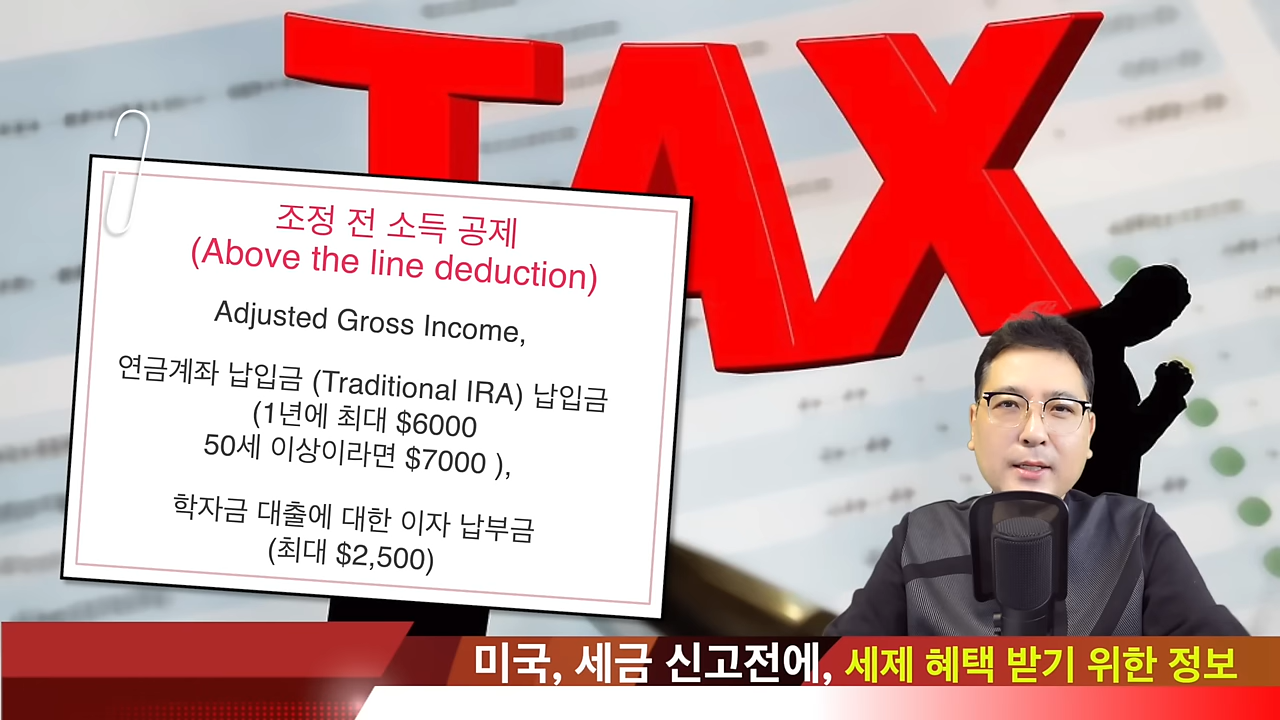 TAX
조정 전 소득 공제
(Above the line deduction)
Adjusted Gross Income,
연금계좌 납입금 (Traditional IRA) 납입금
(1년에 최대 $6000
50세 이상이라면 $7000 ),
학자금 대출에 대한 이자 납부금
(최대 $2,500)
미국, 세금 신고전에, 세제 혜택 받기 위한 정보